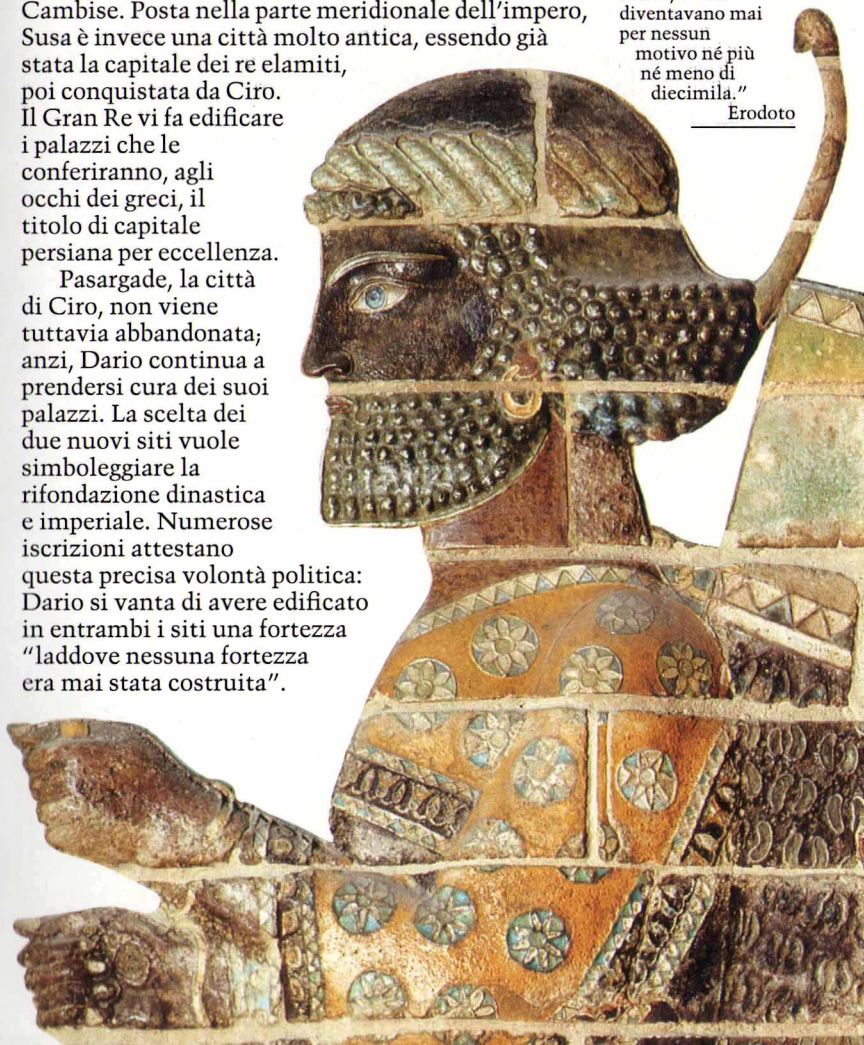 Cambise. Posta nella parte meridionale dell'impero,
Susa è invece una città molto antica, essendo già
stata la capitale dei re elamiti,
poi conquistata da Ciro.
Il Gran Re vi fa edificare
i palazzi che le
conferiranno, agli
occhi dei greci, il
titolo di capitale
persiana per eccellenza.
Pasargade, la città
di Ciro, non viene
tuttavia abbandonata;
anzi, Dario continua a
prendersi cura dei suoi
palazzi. La scelta dei
due nuovi siti vuole
simboleggiare la
rifondazione dinastica
e imperiale. Numerose
iscrizioni attestano
questa precisa volontà politica:
Dario si vanta di avere edificato
in entrambi i siti una fortezza
“laddove nessuna fortezza
era mai stata costruita”.
diventavano mai
per nessun
motivo né più
né meno di
diecimila.”
Erodoto